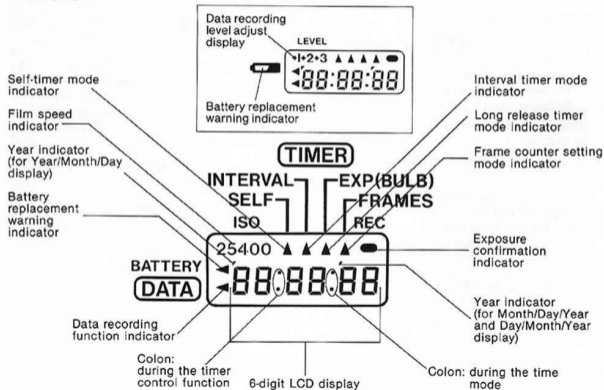 Data recording
level adjust
display
LEVEL
+1+2+3
88:88:88
Battery replacement
warning indicator
Self-timer mode
indicator
Film speed
indicator
Year indicator
(for Year/Month/Day
display)
Battery
replacement
warning
indicator
Interval timer mode
indicator
Long release timer
mode indicator
Frame counter setting
mode indicator
TIMER
INTERVAL
EXP(BULB)
SELF
FRAMES
ISO
REC
25400
BATTERY
DATA
88:88:88
Exposure
confirmation
indicator
Year indicator
(for Month/Day/Year
and Day/Month/Year
display)
Data recording
function indicator
Colon:
during the timer
control function
6-digit LCD display
Colon: during the time
mode